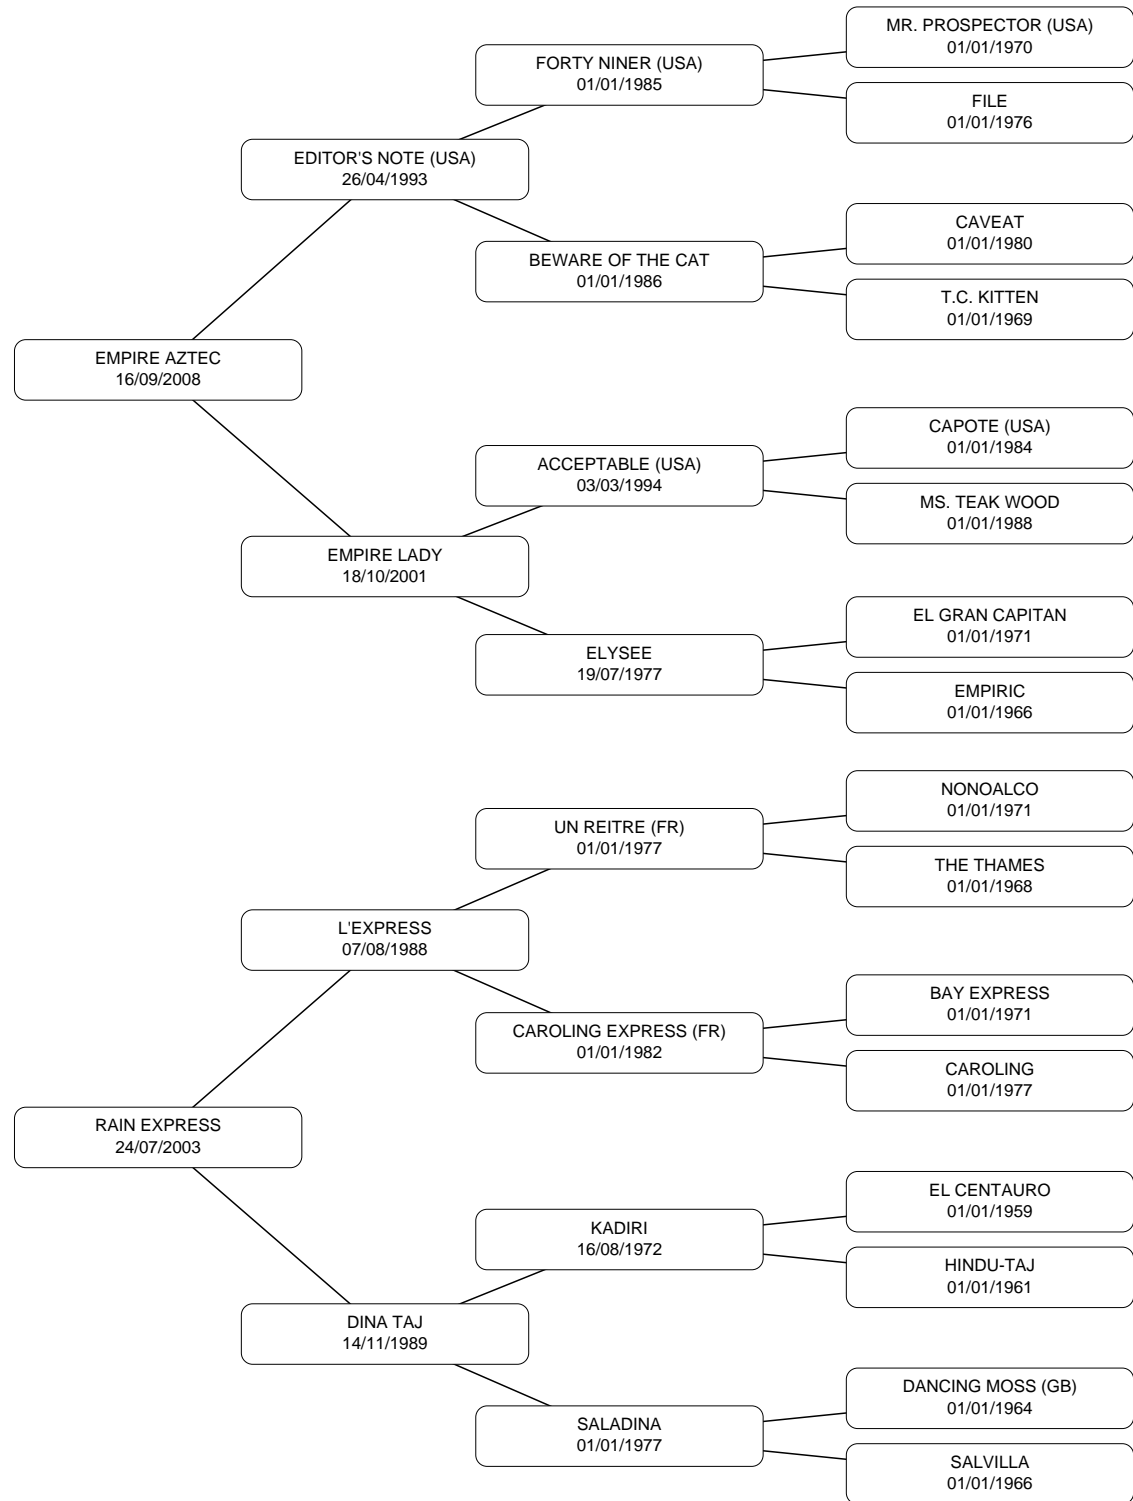 MR. PROSPECTOR (USA)
01/01/1970
FORTY NINER (USA)
01/01/1985
FILE
01/01/1976
EDITOR'S NOTE (USA)
26/04/1993
CAVEAT
01/01/1980
BEWARE OF THE CAT
01/01/1986
T.C. KITTEN
01/01/1969
EMPIRE AZTEC
16/09/2008
CAPOTE (USA)
01/01/1984
ACCEPTABLE (USA)
03/03/1994
MS. TEAK WOOD
01/01/1988
EMPIRE LADY
18/10/2001
EL GRAN CAPITAN
01/01/1971
ELYSEE
19/07/1977
EMPIRIC
01/01/1966
NONOALCO
01/01/1971
UN REITRE (FR)
01/01/1977
THE THAMES
01/01/1968
L'EXPRESS
07/08/1988
BAY EXPRESS
01/01/1971
CAROLING EXPRESS (FR)
01/01/1982
CAROLING
01/01/1977
RAIN EXPRESS
24/07/2003
EL CENTAURO
01/01/1959
KADIRI
16/08/1972
HINDU-TAJ
01/01/1961
DINA TAJ
14/11/1989
DANCING MOSS (GB)
01/01/1964
SALADINA
01/01/1977
SALVILLA
01/01/1966